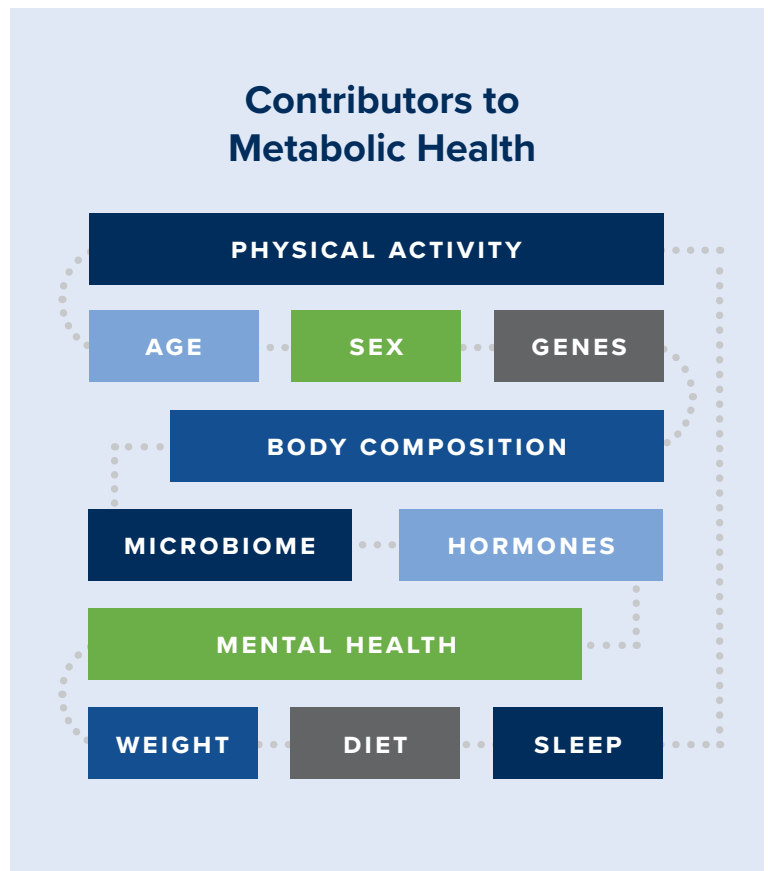 Contributors to
Metabolic Health
PHYSICAL ACTIVITY
AGE
SEX
GENES
BODY COMPOSITION
MICROBIOME
HORMONES
MENTAL HEALTH
WEIGHT
DIET
SLEEP